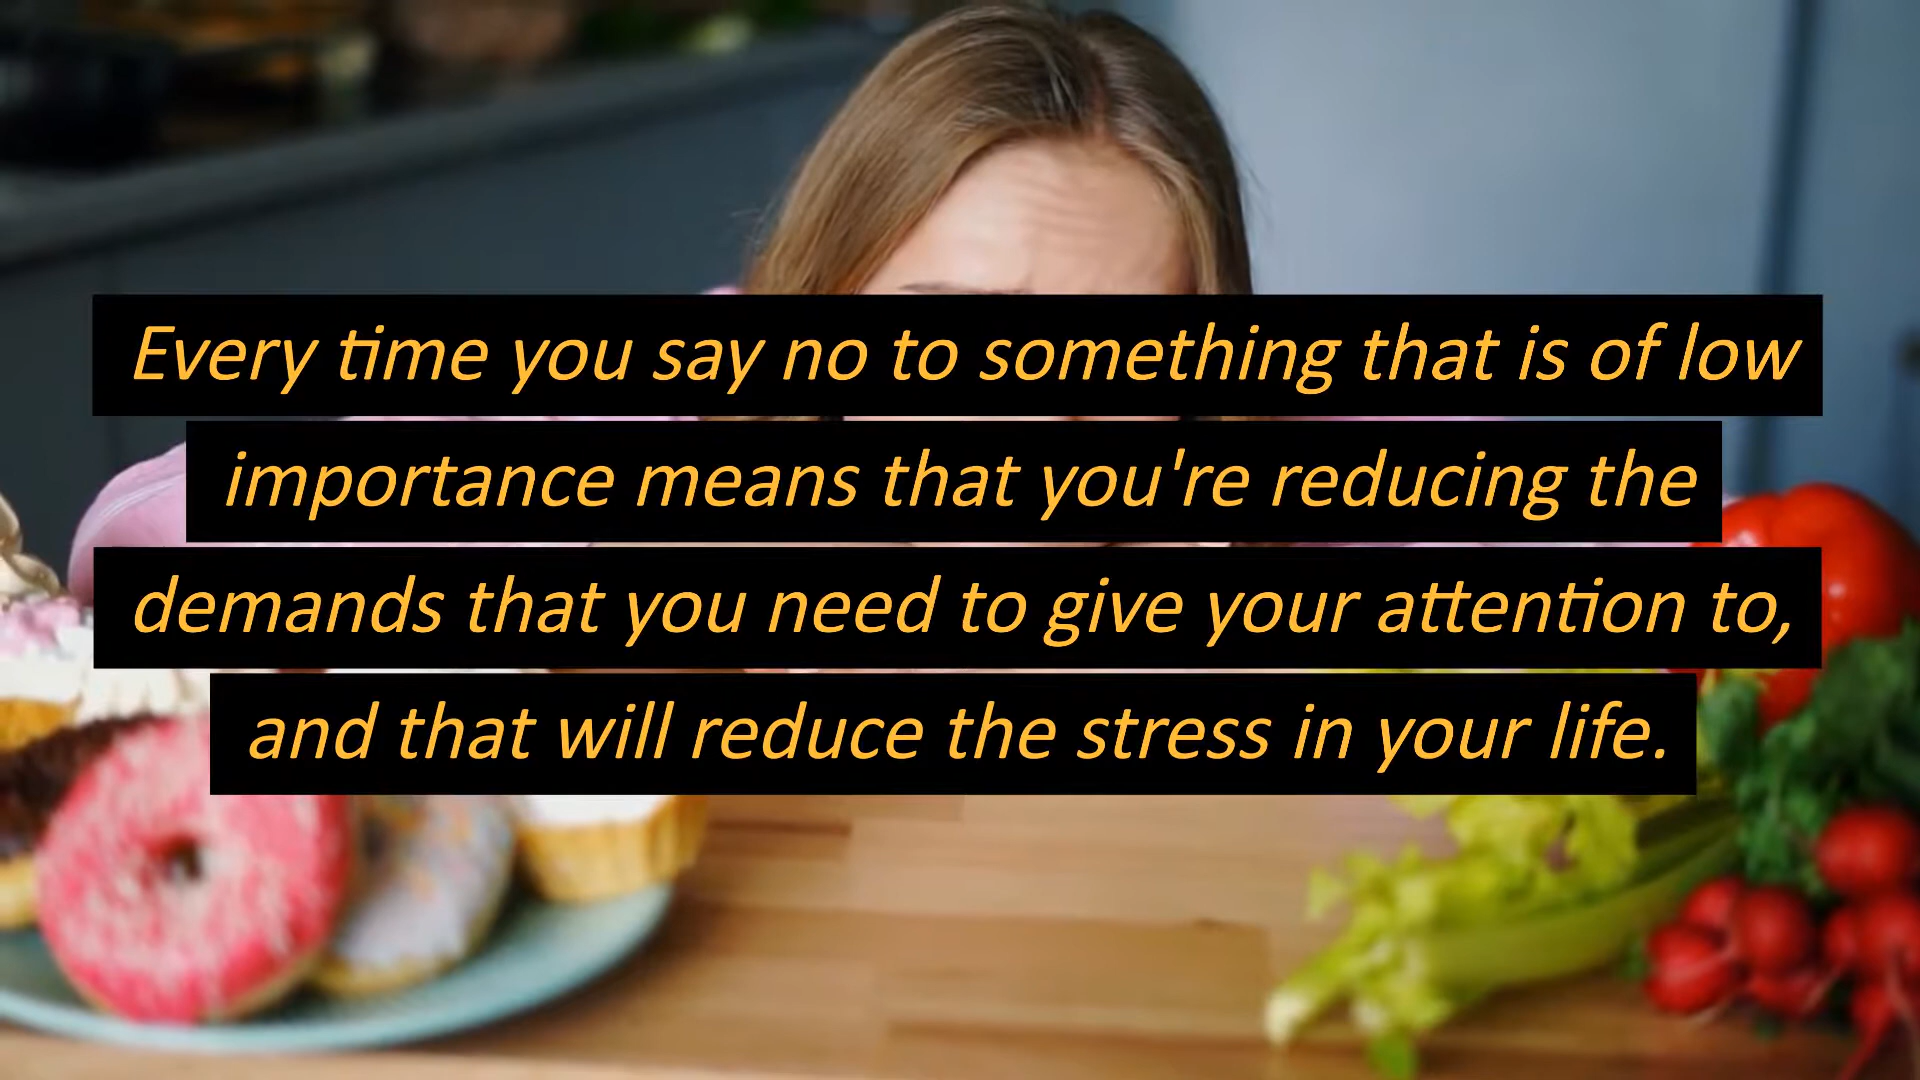 Every time you say no to something that is of low
importance means that you're reducing the
demands that you need to give your attention to,
and that will reduce the stress in your life.